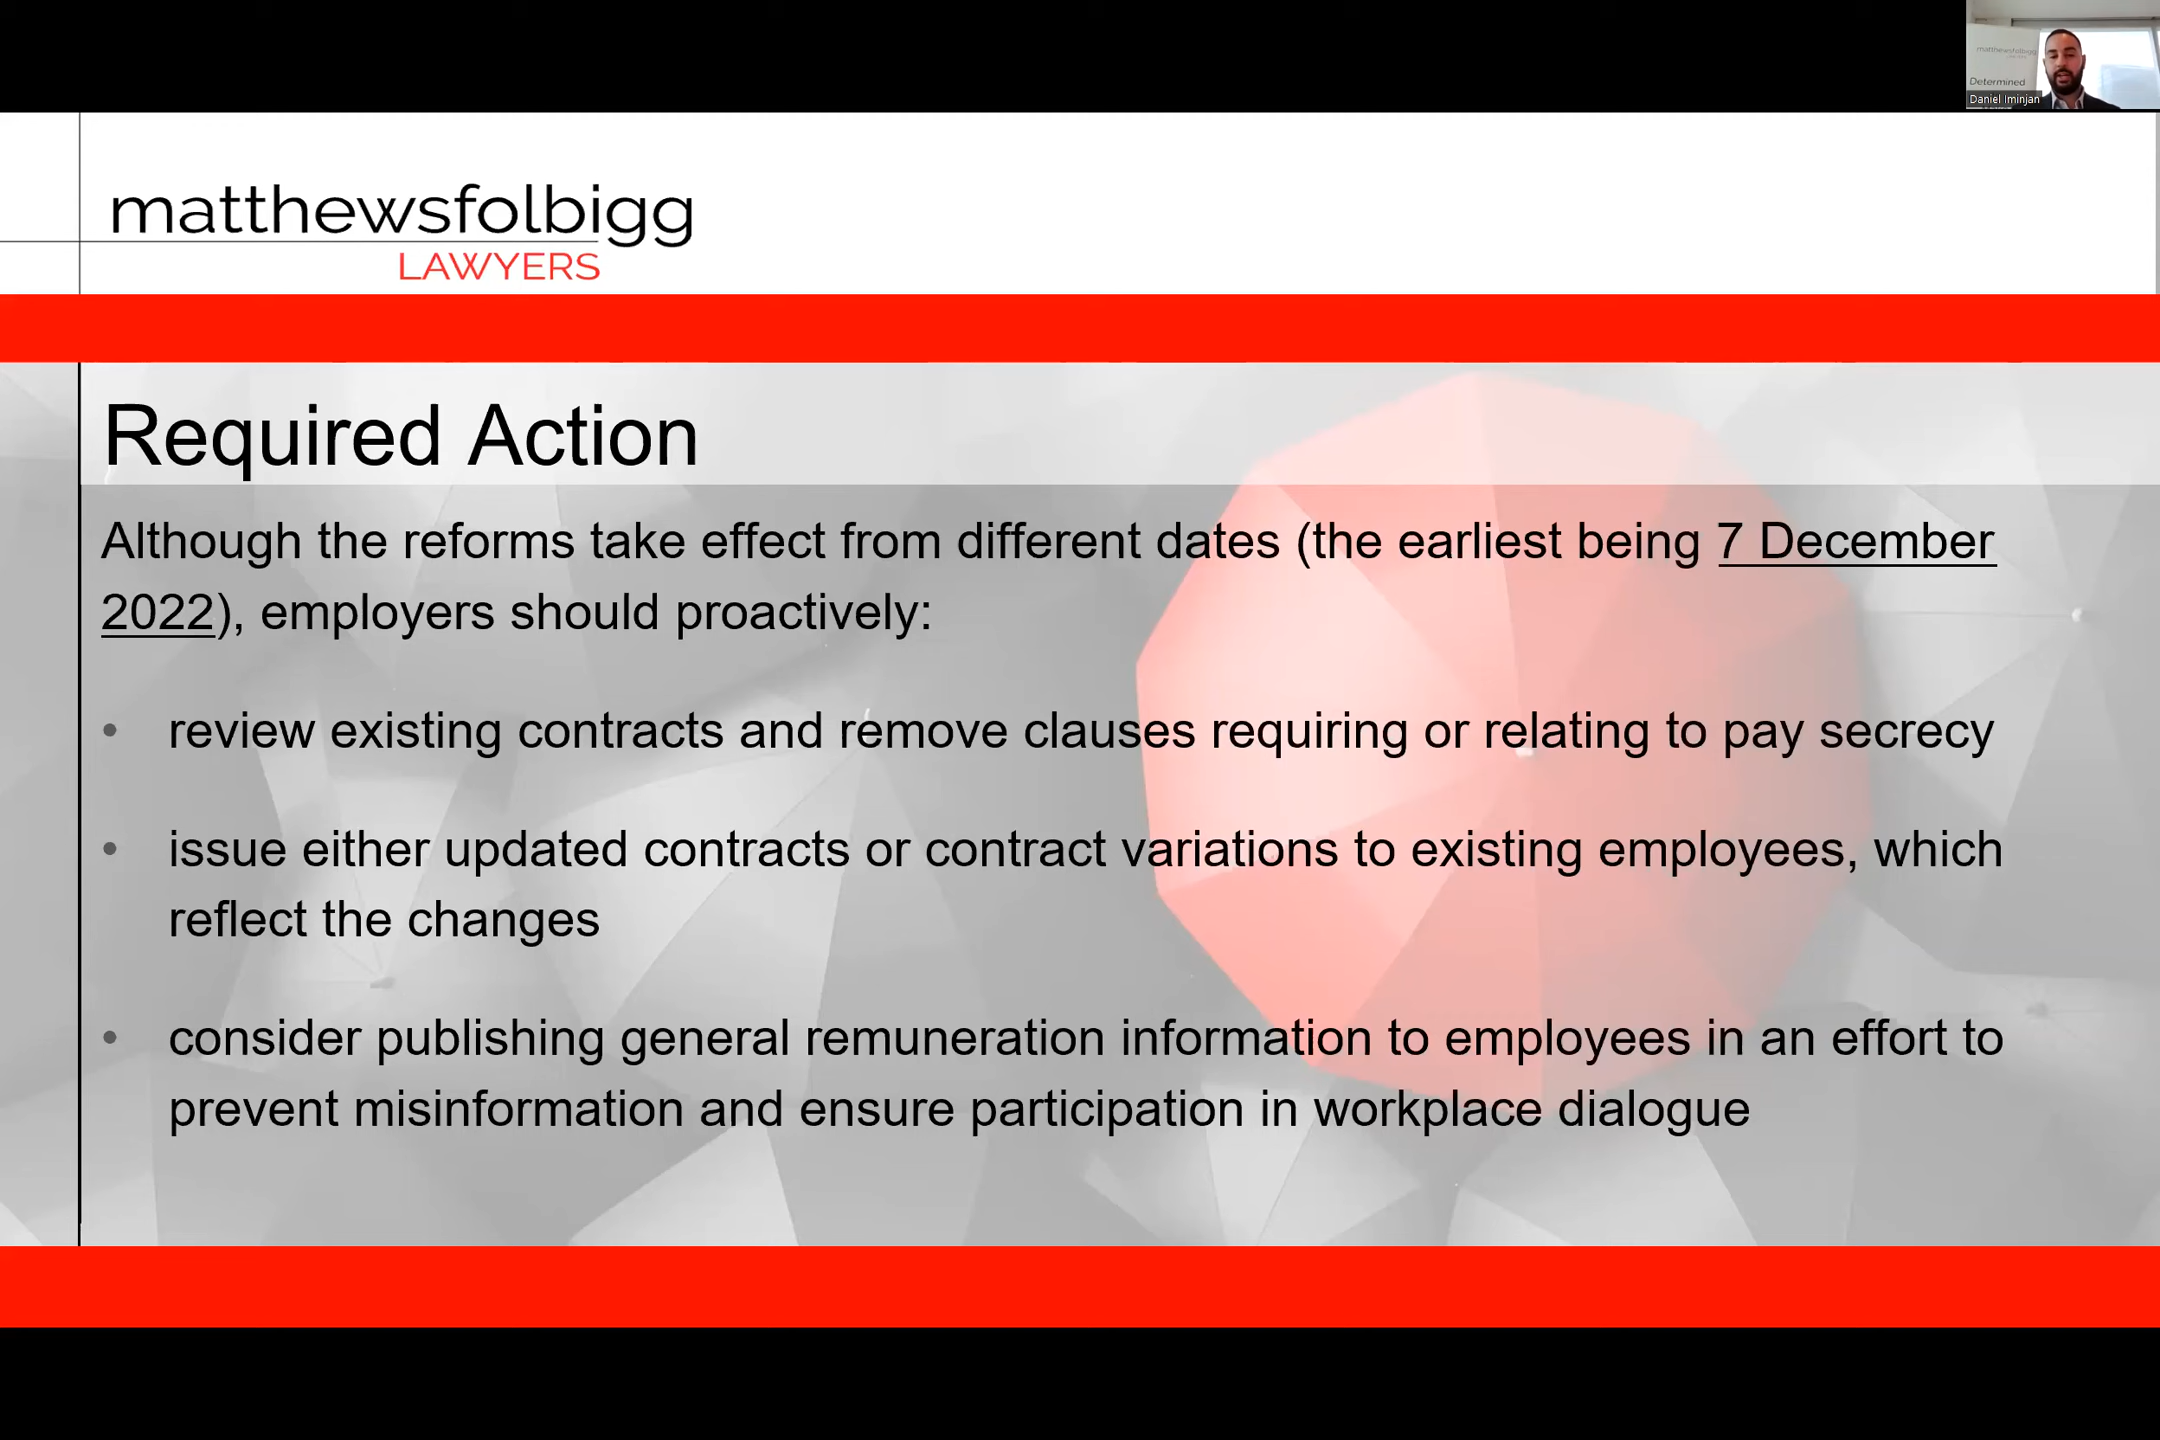 matthewsfolbigg
Determined
Daniel Iminjan
matthewsfolbigg
LAWYERS
Required Action
Although the reforms take effect from different dates (the earliest being 7 December
2022), employers should proactively:
• review existing contracts and remove clauses requiring or relating to pay secrecy
• issue either updated contracts or contract variations to existing employees, which
reflect the changes
• consider publishing general remuneration information to employees in an effort to
prevent misinformation and ensure participation in workplace dialogue